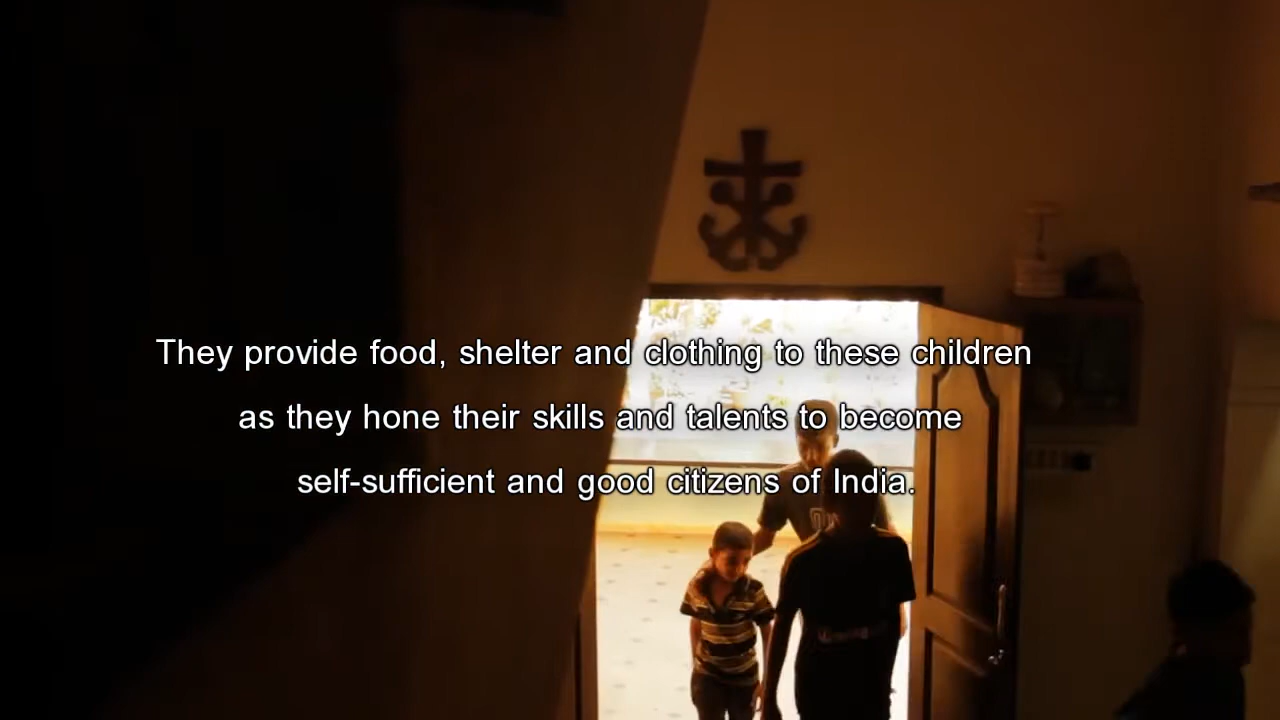 They provide food, shelter and clothing to these children
as they hone their skills and talents to become
self-sufficient and good citizens of India.